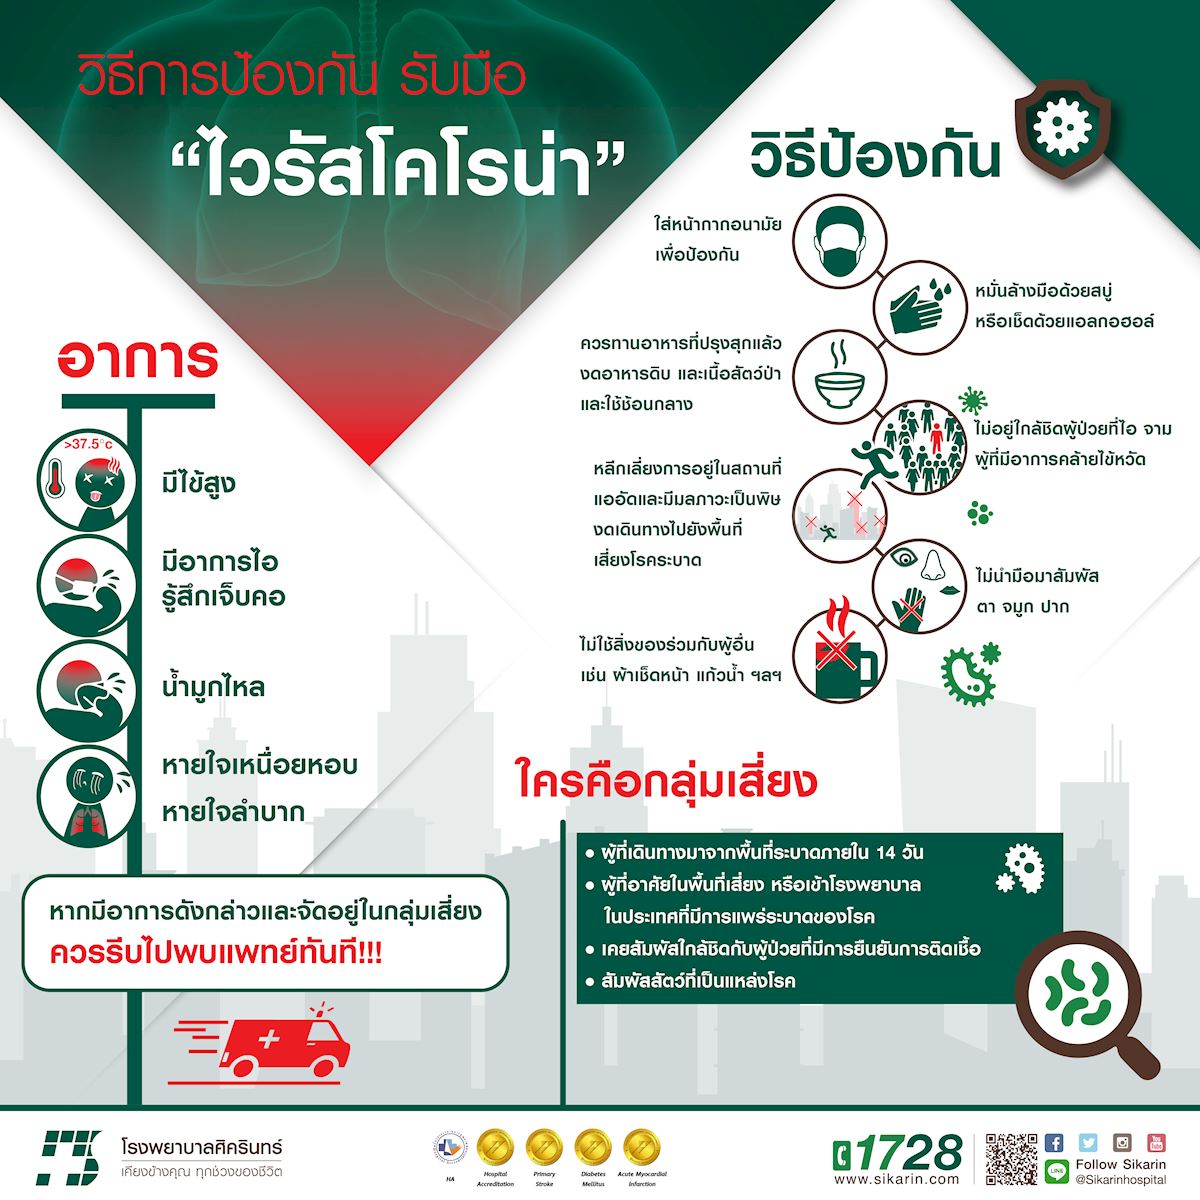 วิธีการป้องกัน รับมือ
“ไวรัสโคโรน่า”
อาการ
>37.5°c
มีไข้สูง
มีอาการไอ
รู้สึกเจ็บคอ
น้ำมูกไหล
หายใจเหนื่อยหอบ
หายใจลำบาก
หากมีอาการดังกล่าวและจัดอยู่ในกลุ่มเสี่ยง
ควรรีบไปพบแพทย์ทันที!!!
วิธีป้องกัน
ใส่หน้ากากอนามัย
เพื่อป้องกัน
หมั่นล้างมือด้วยสบู่
หรือเช็ดด้วยแอลกอฮอล์
ควรทานอาหารที่ปรุงสุกแล้ว
งดอาหารดิบ และเนื้อสัตว์ป่า
และใช้ช้อนกลาง
ไม่อยู่ใกล้ชิดผู้ป่วยที่ไอ จาม
ผู้ที่มีอาการคล้ายไข้หวัด
หลีกเลี่ยงการอยู่ในสถานที่
แออัดและมีมลภาวะเป็นพิษ
งดเดินทางไปยังพื้นที่
เสี่ยงโรคระบาด
ไม่นำมือมาสัมผัส
ตา จมูก ปาก
ไม่ใช้สิ่งของร่วมกับผู้อื่น
เช่น ผ้าเช็ดหน้า แก้วน้ำ ฯลฯ
ใครคือกลุ่มเสี่ยง
• ผู้ที่เดินทางมาจากพื้นที่ระบาดภายใน 14 วัน
• ผู้ที่อาศัยในพื้นที่เสี่ยง หรือเข้าโรงพยาบาล
ในประเทศที่มีการแพร่ระบาดของโรค
• เคยสัมผัสใกล้ชิดกับผู้ป่วยที่มีการยืนยันการติดเชื้อ
• สัมผัสสัตว์ที่เป็นแหล่งโรค
โรงพยาบาลศิครินทร์
เคียงข้างคุณ ทุกช่วงของชีวิต
HA
Hospital
Accreditation
Primary
Stroke
Diabetes
Mellitus
Acute Myocardial
Infarction
1728
www.sikarin.com
LINE
You
Tube
Follow Sikarin
@Sikarinhospital